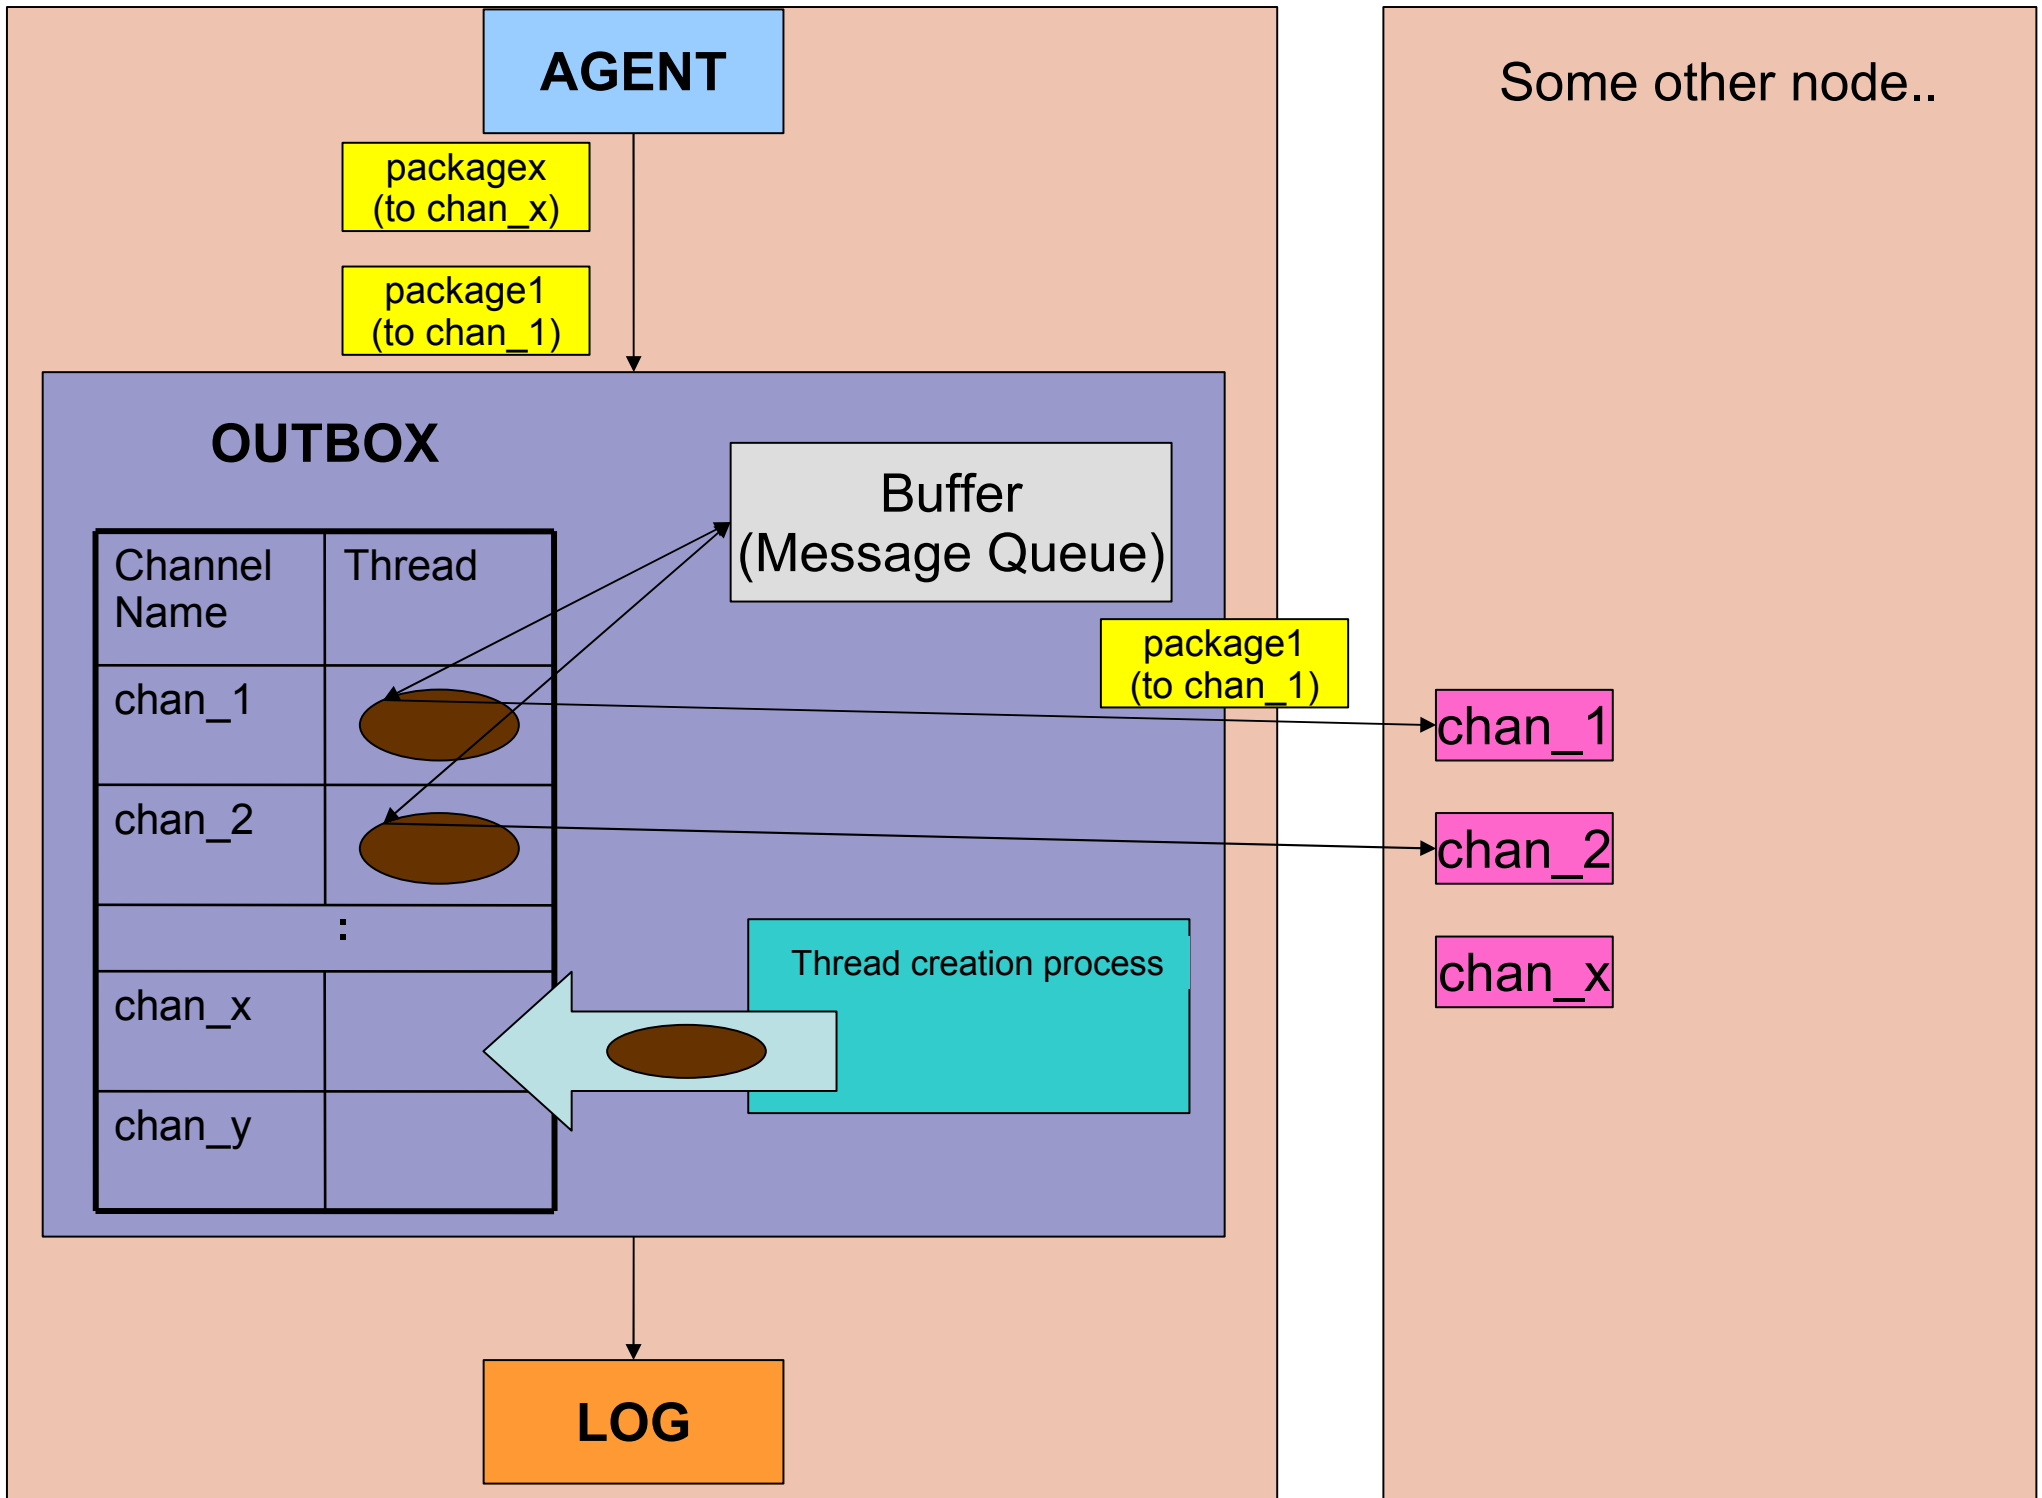 AGENT
Some other node..
packagex
(to chan_x)
package1
(to chan_1)
OUTBOX
Buffer
(Message Queue)
Channel
Name
Thread
package1
(to chan_1)
chan_1
chan_1
chan_2
chan_2
:
Thread creation process
chan_x
chan_x
chan_y
LOG